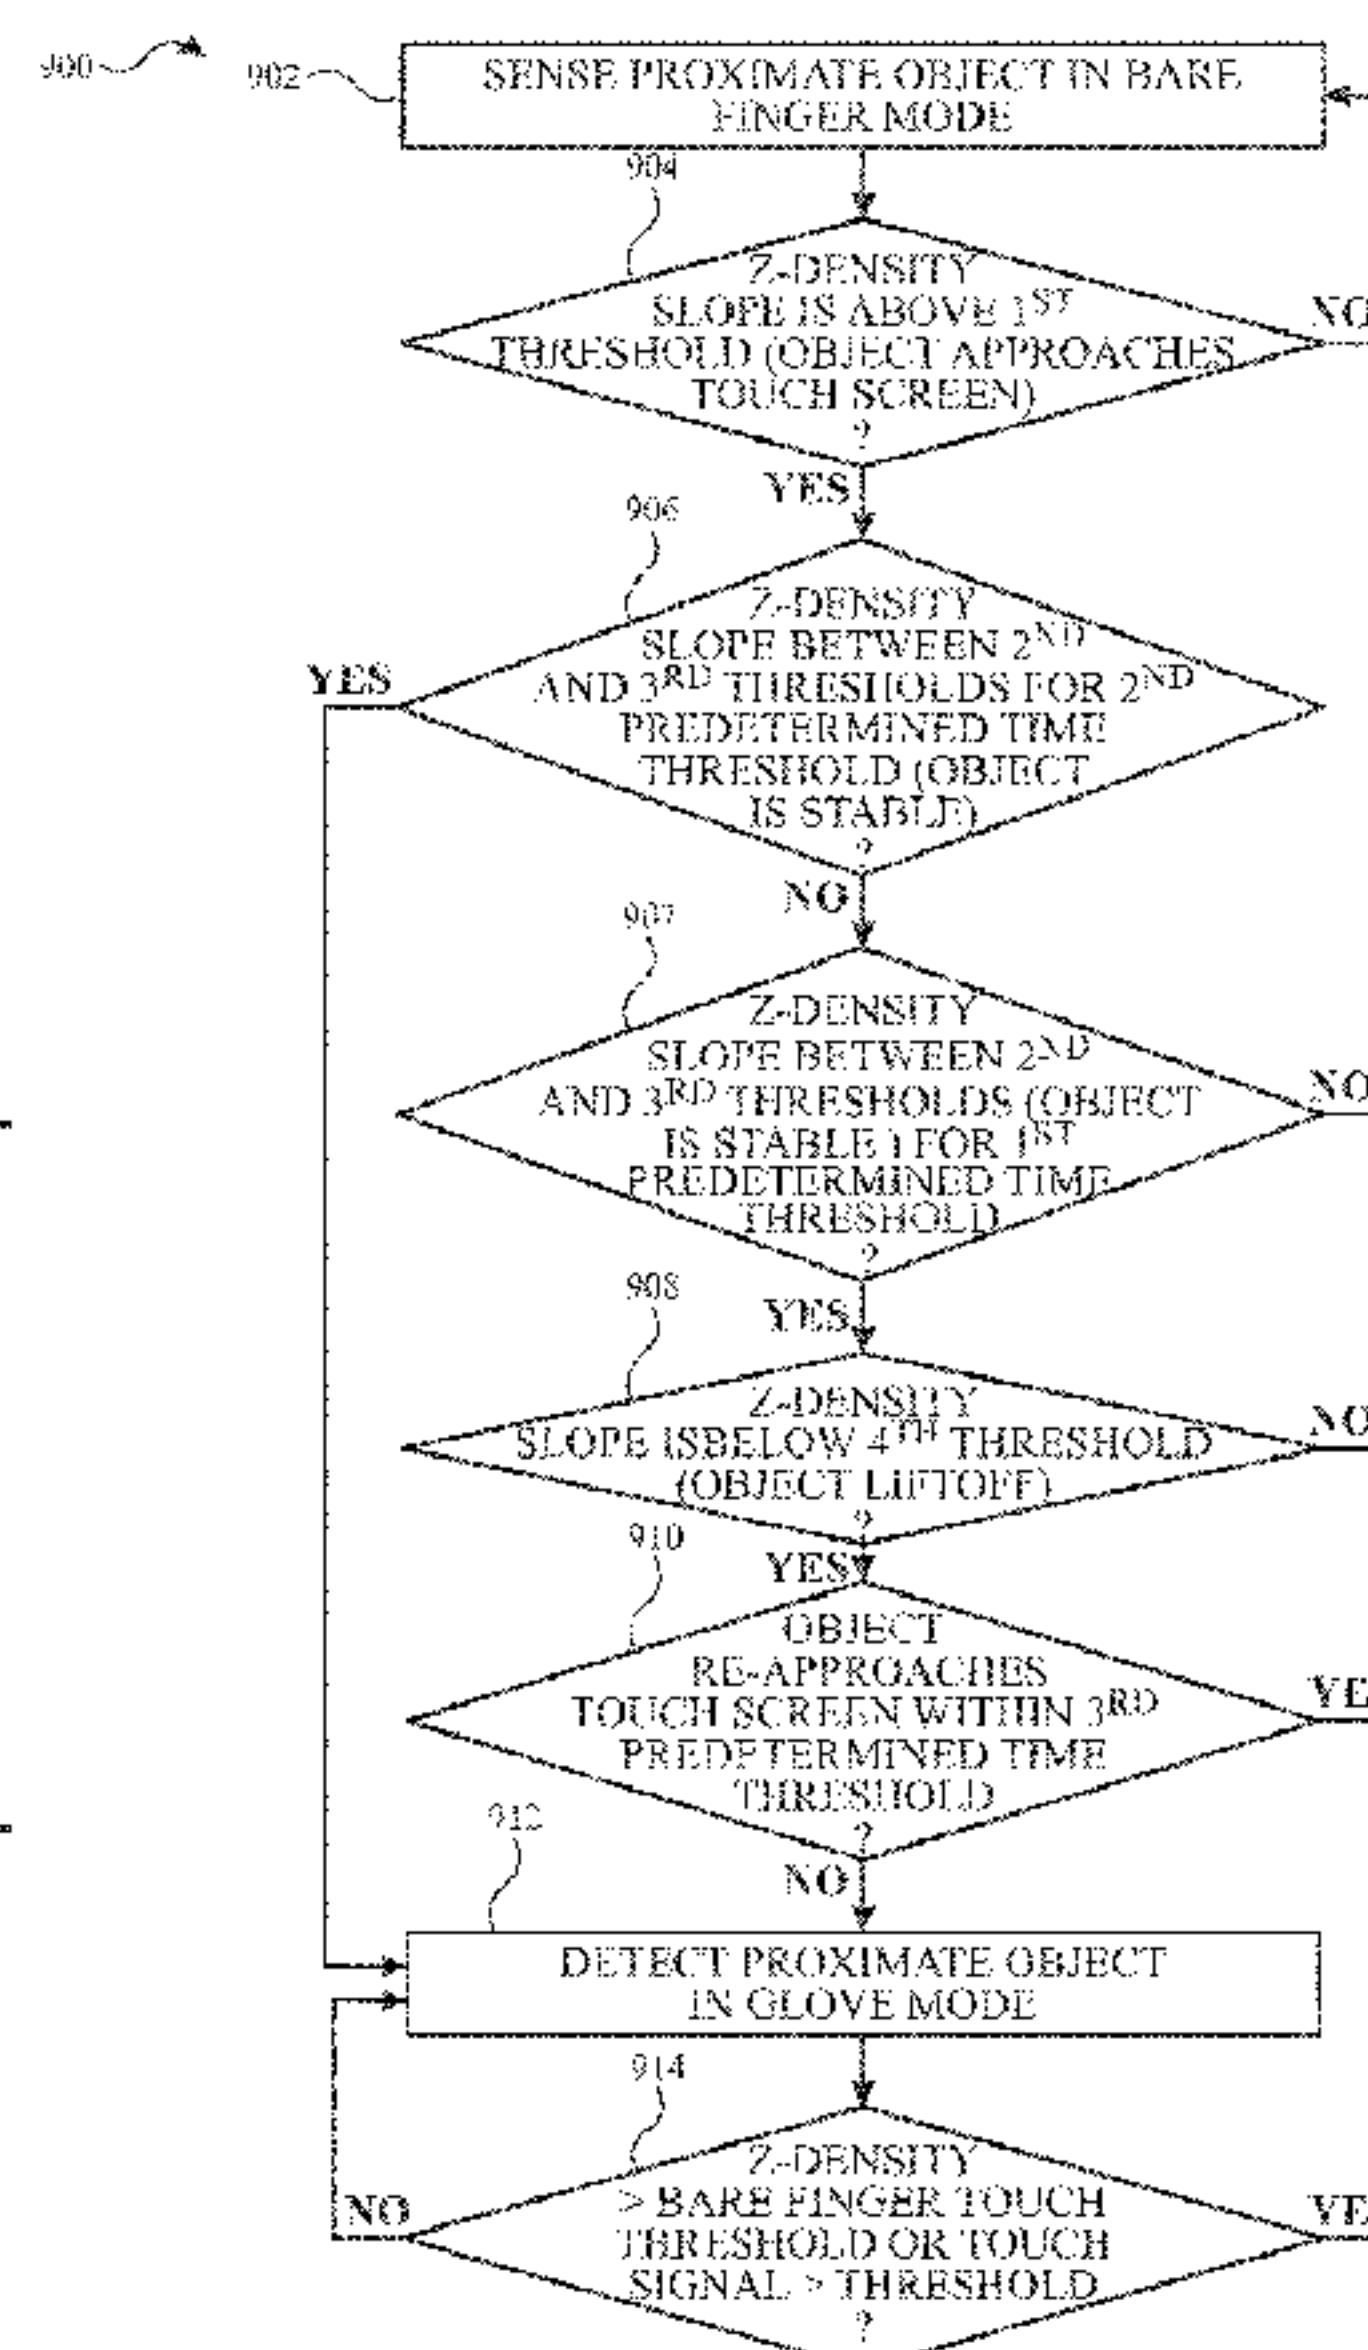 900
902
SENSE PROXIMATE OBJECT IN BARE
FINGER MODE
904
Z-DENSITY
SLOPE IS ABOVE 1ST
THRESHOLD (OBJECT APPROACHES
TOUCH SCREEN)
?
NO
YES
906
Z-DENSITY
SLOPE BETWEEN 2ND
AND 3RD THRESHOLDS FOR 2ND
PREDETERMINED TIME
THRESHOLD (OBJECT
IS STABLE)
?
YES
NO
907
Z-DENSITY
SLOPE BETWEEN 2ND
AND 3RD THRESHOLDS (OBJECT
IS STABLE ) FOR 1ST
PREDETERMINED TIME
THRESHOLD
?
NO
YES
908
Z-DENSITY
SLOPE ISBELOW 4TH THRESHOLD
(OBJECT LIFTOFF)
?
NO
YES
910
OBJECT
RE-APPROACHES
TOUCH SCREEN WITHIN 3RD
PREDETERMINED TIME
THRESHOLD
?
YE
NO
912
DETECT PROXIMATE OBJECT
IN GLOVE MODE
914
Z-DENSITY
> BARE FINGER TOUCH
THRESHOLD OR TOUCH
SIGNAL > THRESHOLD
?
NO
YE